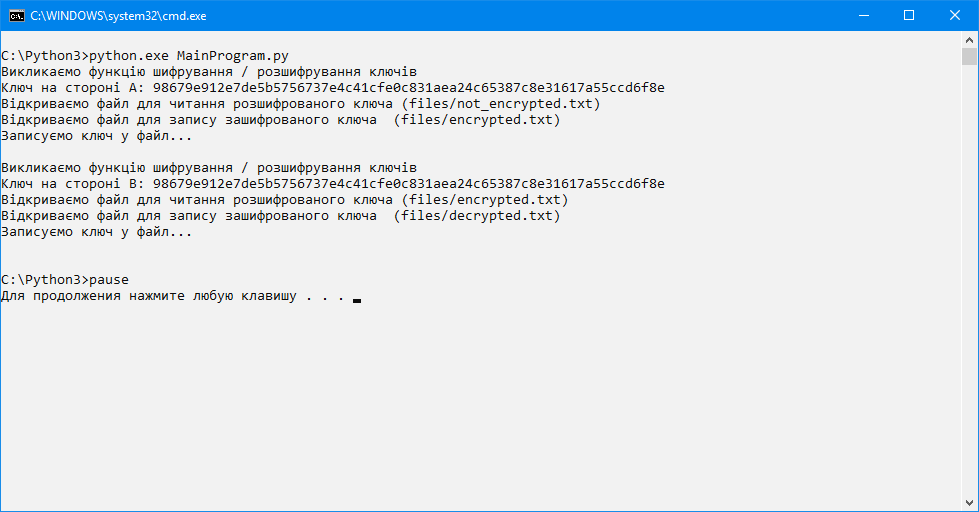 C:\WINDOWS\system32\cmd.exe
C:\Python3>python.exe MainProgram.py
Викликаємо функцію шифрування / розшифрування ключів
Ключ на стороні A: 98679e912e7de5b5756737e4c41cfe0c831aea24c65387c8e31617a55ccd6f8e
Відкриваємо файл для читання розшифрованого ключа (files/not_encrypted.txt)
Відкриваємо файл для запису зашифрованого ключа  (files/encrypted.txt)
Записуємо ключ у файл...
Викликаємо функцію шифрування / розшифрування ключів
Ключ на стороні B: 98679e912e7de5b5756737e4c41cfe0c831aea24c65387c8e31617a55ccd6f8e
Відкриваємо файл для читання розшифрованого ключа (files/encrypted.txt)
Відкриваємо файл для запису зашифрованого ключа  (files/decrypted.txt)
Записуємо ключ у файл...
C:\Python3>pause
Для продолжения нажмите любую клавишу . . .